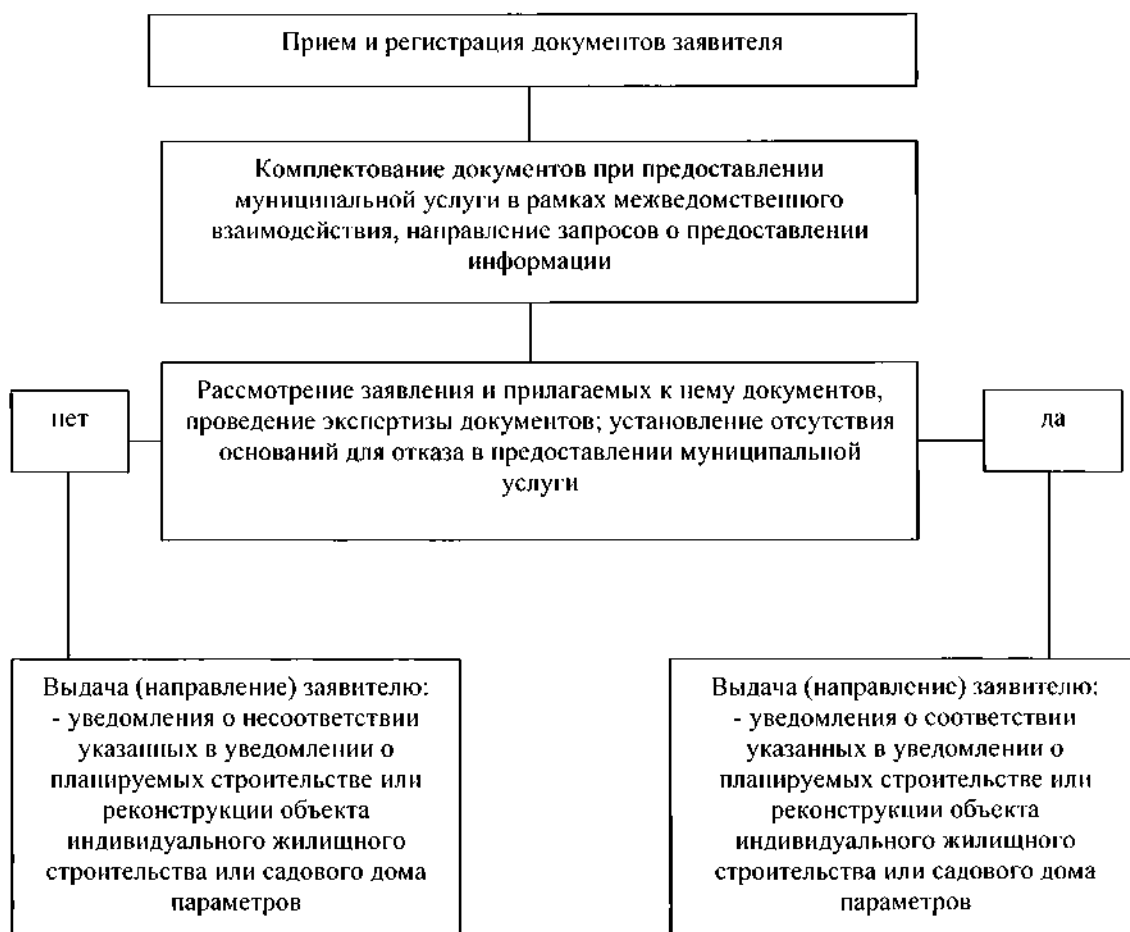 Прием и регистрация документов заявителя
Комплектование документов при предоставлении
муниципальной услуги в рамках межведомственного
взаимодействия, направление запросов о предоставлении
информации
Рассмотрение заявления и прилагаемых к нему документов,
проведение экспертизы документов; установление отсутствия
оснований для отказа в предоставлении муниципальной
услуги
нет
да
Выдача (направление) заявителю:
- уведомления о несоответствии
указанных в уведомлении о
планируемых строительстве или
реконструкции объекта
индивидуального жилищного
строительства или садового дома
параметров
Выдача (направление) заявителю:
- уведомления о соответствии
указанных в уведомлении о
планируемых строительстве или
реконструкции объекта
индивидуального жилищного
строительства или садового дома
параметров